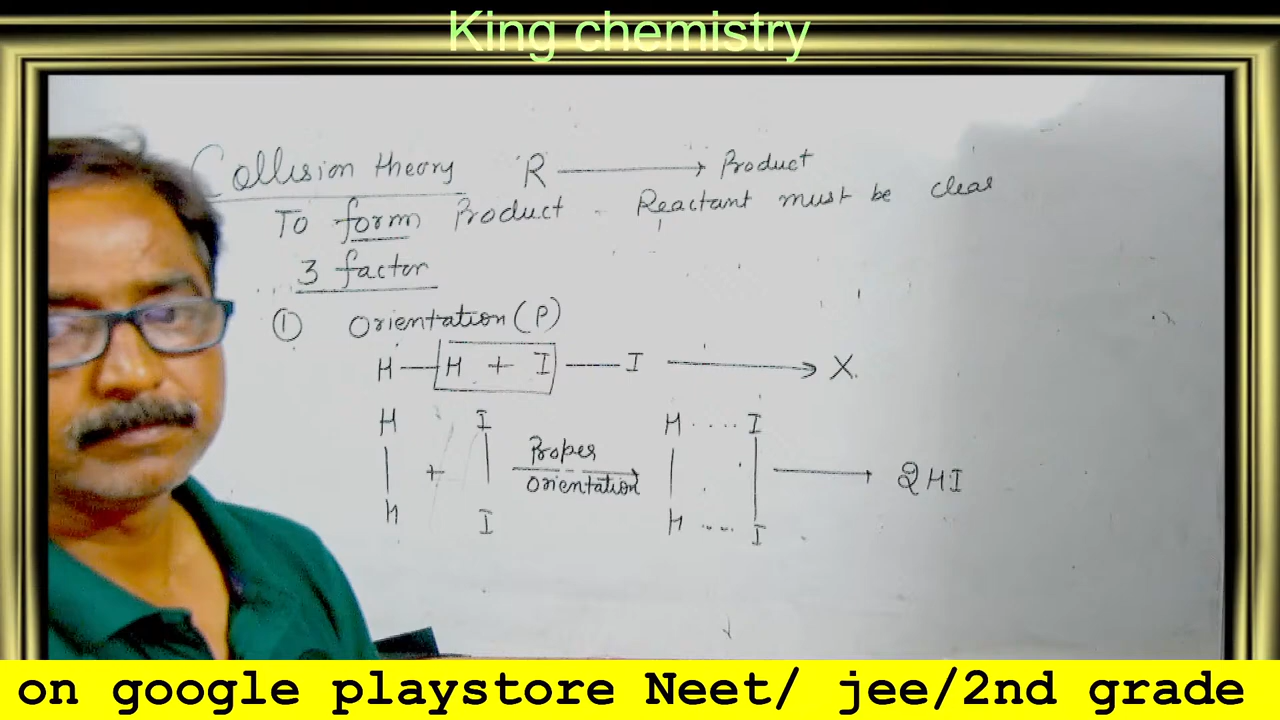 King chemistry
Collision theory R ⟶ Product
To form Product - Reactant must be clear
3 factor
① Orientation (P)
H—H + I—I ⟶ X.
H I H ···· I
| + | Proper Orientation ⟶ | | ⟶ 2HI
H I H ···· I
on google playstore Neet/ jee/2nd grade